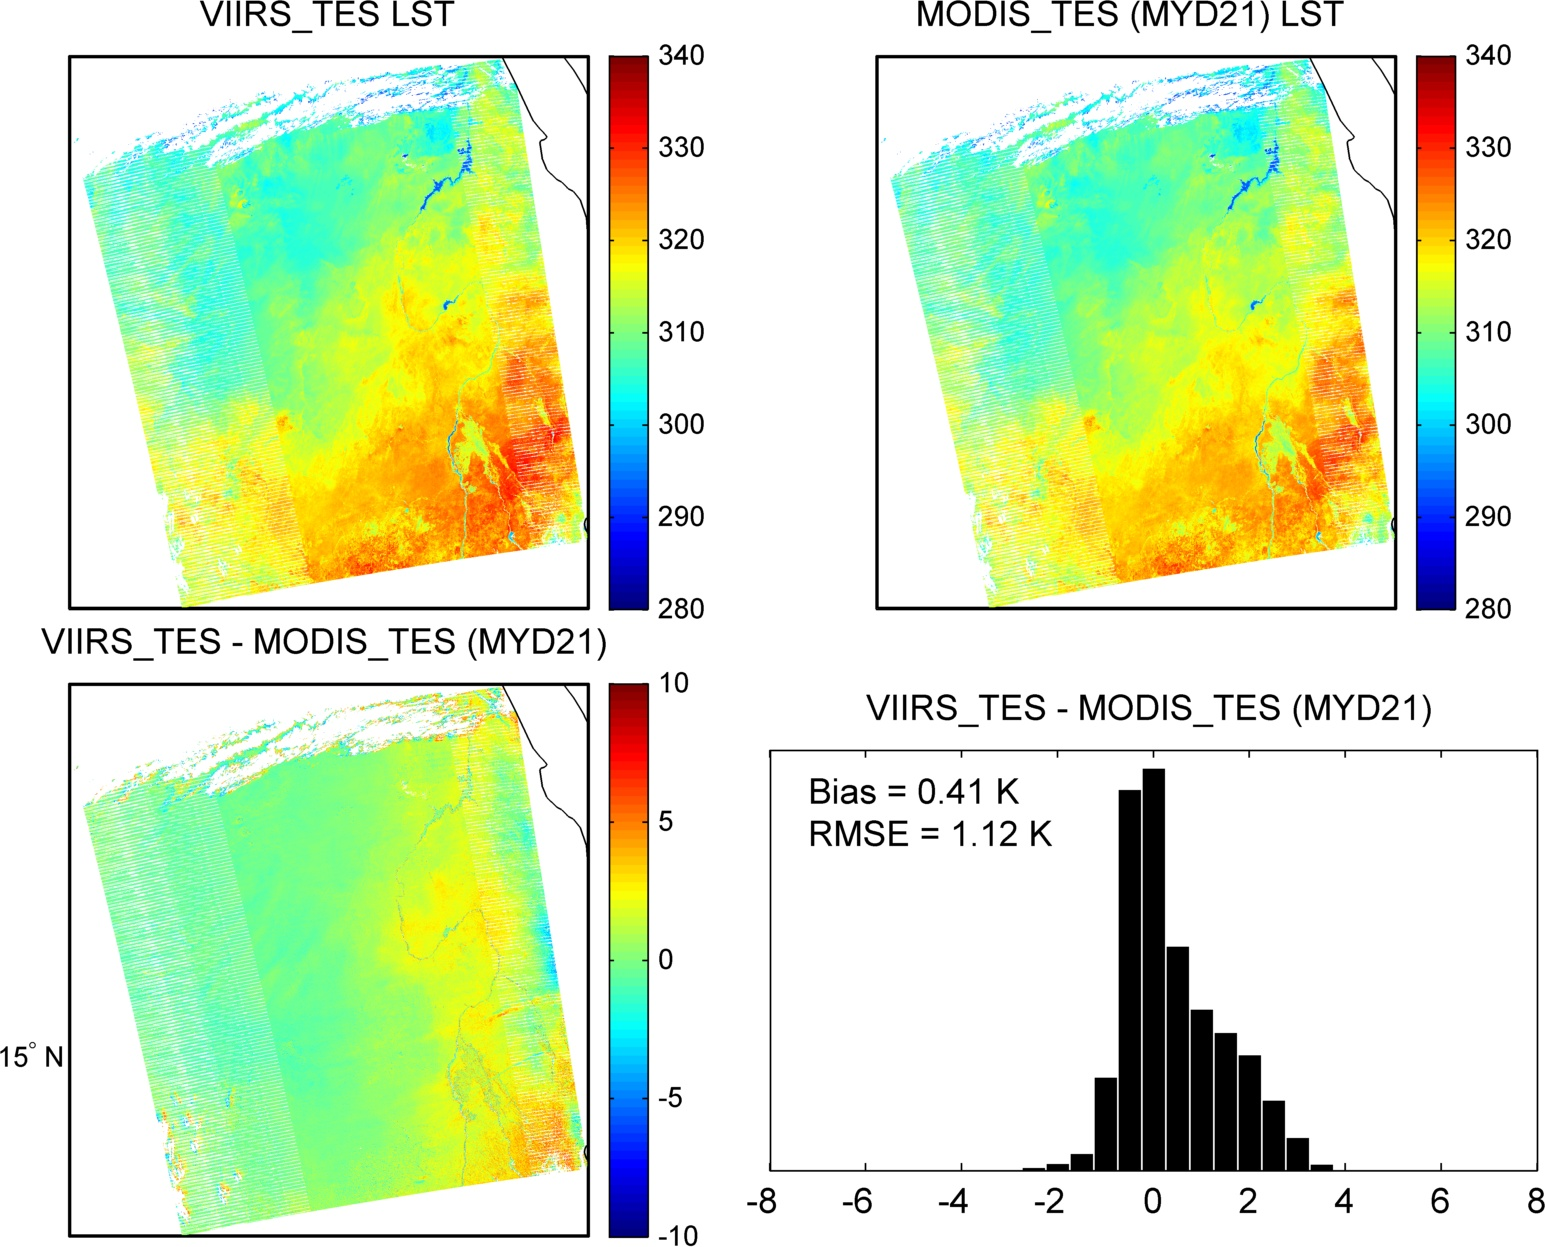 VIIRS_TES LST
340
330
320
310
300
290
280
MODIS_TES (MYD21) LST
340
330
320
310
300
290
280
VIIRS_TES - MODIS_TES (MYD21)
10
5
0
-5
-10
15° N
VIIRS_TES - MODIS_TES (MYD21)
Bias = 0.41 K
RMSE = 1.12 K
-8 -6 -4 -2 0 2 4 6 8